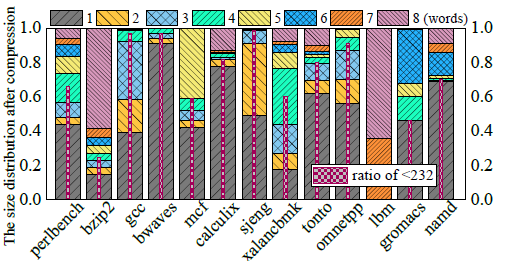 1 2 3 4 5 6 7 8 (words)
The size distribution after compression
1.0 1.0
0.8 0.8
0.6 0.6
0.4 0.4
0.2 0.2
ratio of <232
0.0 0.0
perlbench bzip2 gcc bwaves mcf calculix sjeng xalancbmk tonto omnetpp lbm gromacs namd